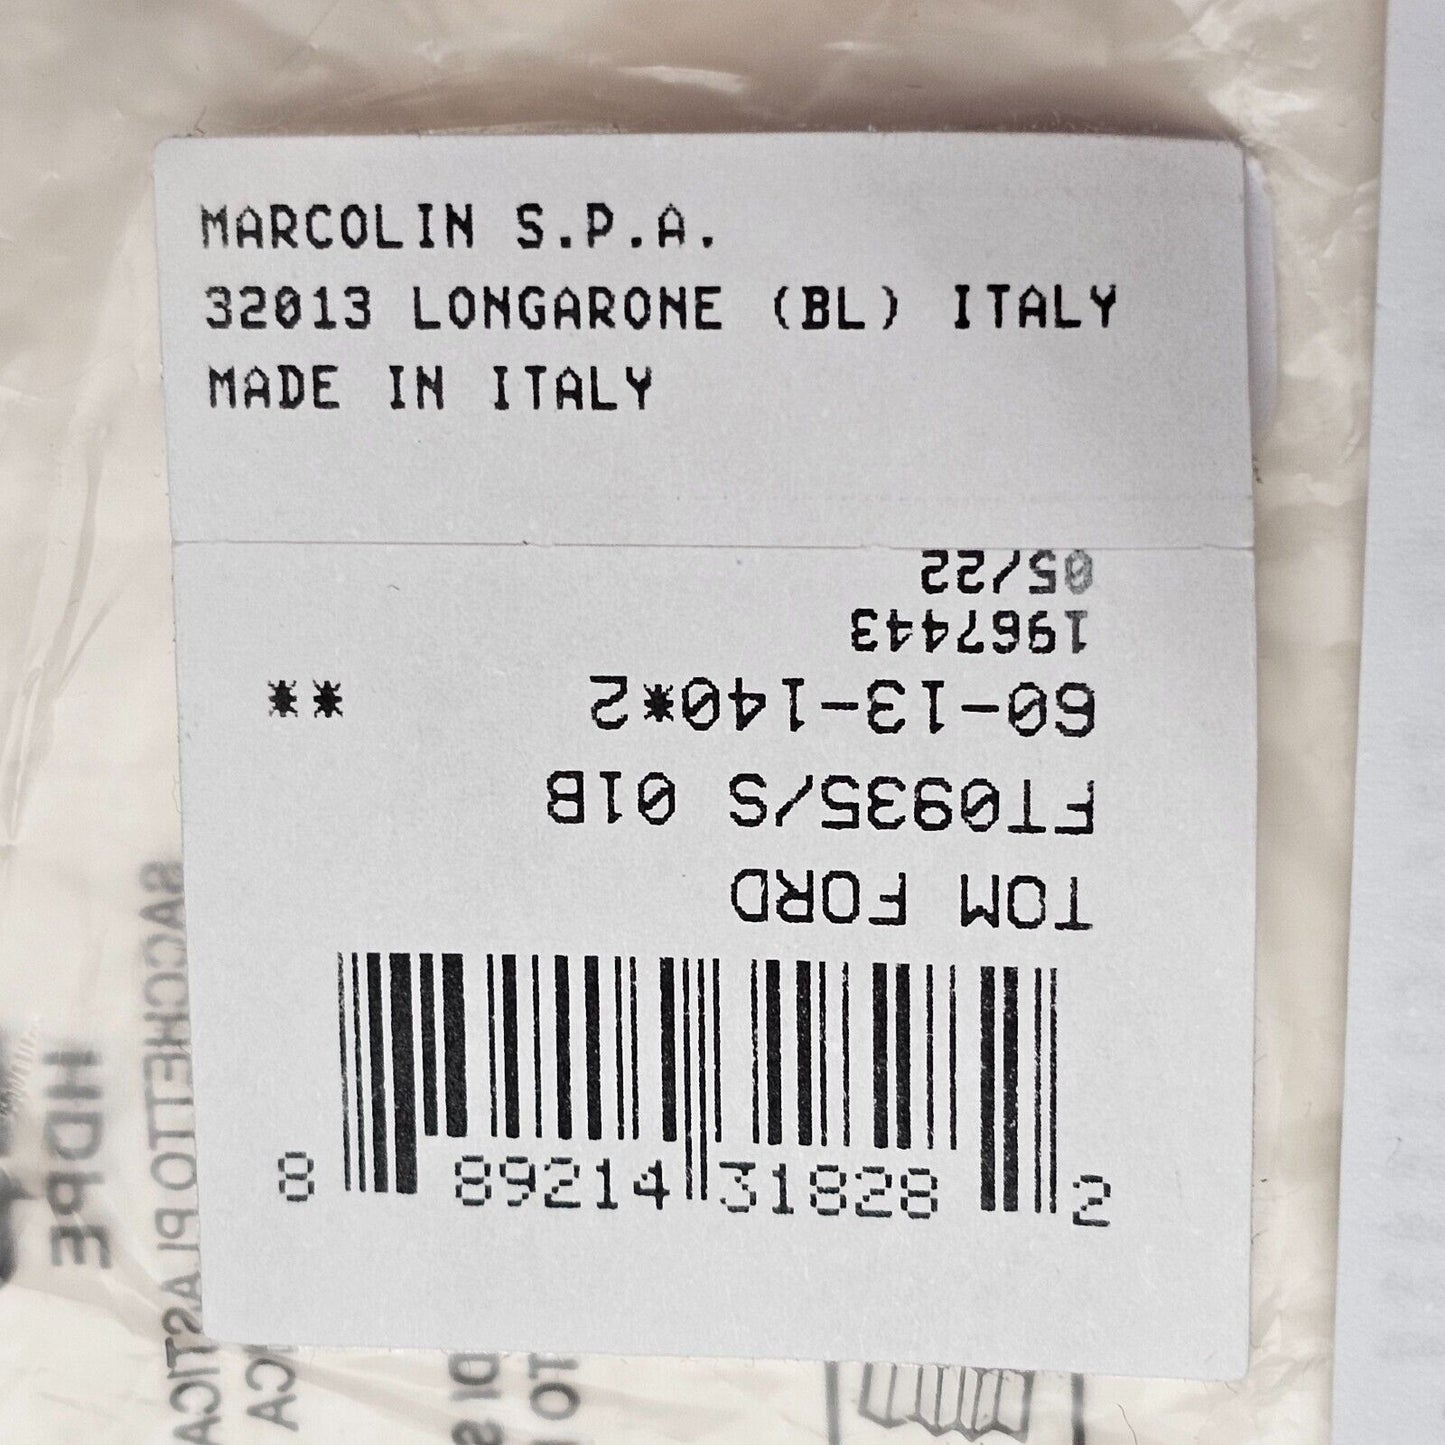 MARCOLIN S.P.A.
32013 LONGARONE (BL) ITALY
MADE IN ITALY
TOM FORD
FT0935/S 01B
60-13-140*2 **
1967443
05/22
8 89214 31828 2
HDPE
SACCHETTO PLASTICA